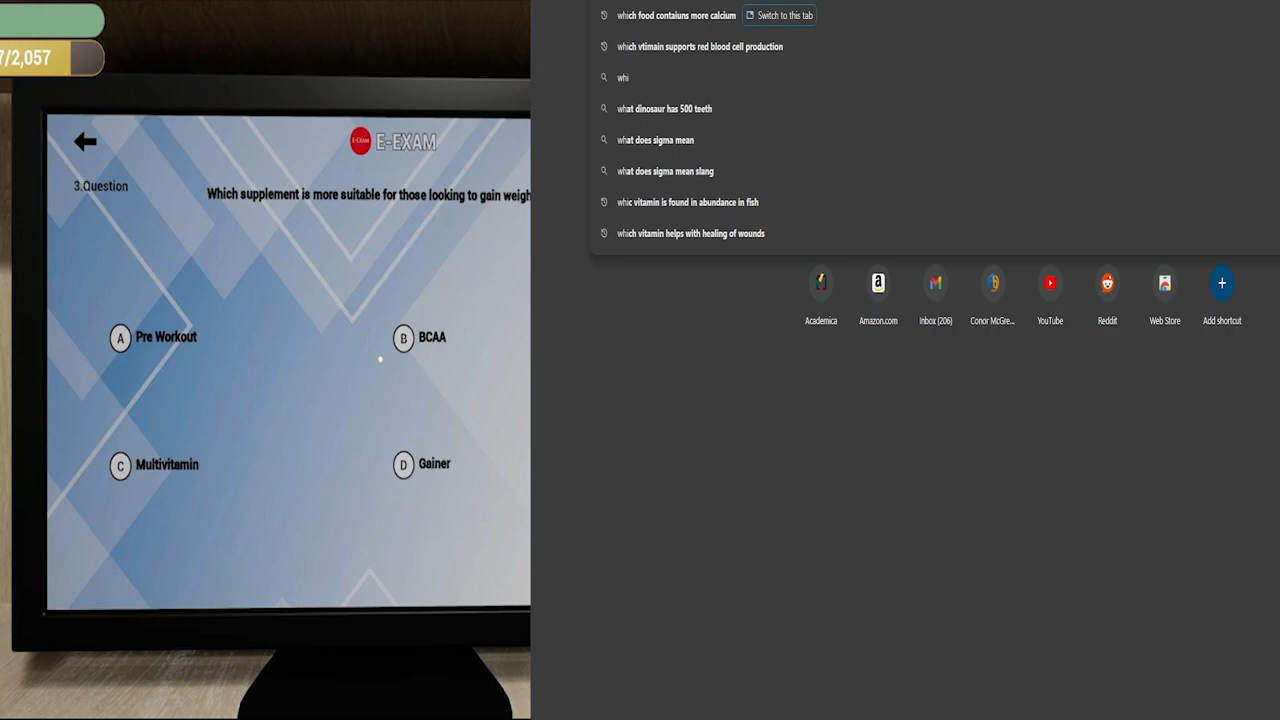 7/2,057
E-EXAM
E-EXAM
3.Question
Which supplement is more suitable for those looking to gain weigh
A Pre Workout
B BCAA
C Multivitamin
D Gainer
which food contaiuns more calcium Switch to this tab
which vtimain supports red blood cell production
whi
what dinosaur has 500 teeth
what does sigma mean
what does sigma mean slang
whic vitamin is found in abundance in fish
which vitamin helps with healing of wounds
Academica
Amazon.com
Inbox (206)
Conor McGre...
YouTube
Reddit
Web Store
Add shortcut